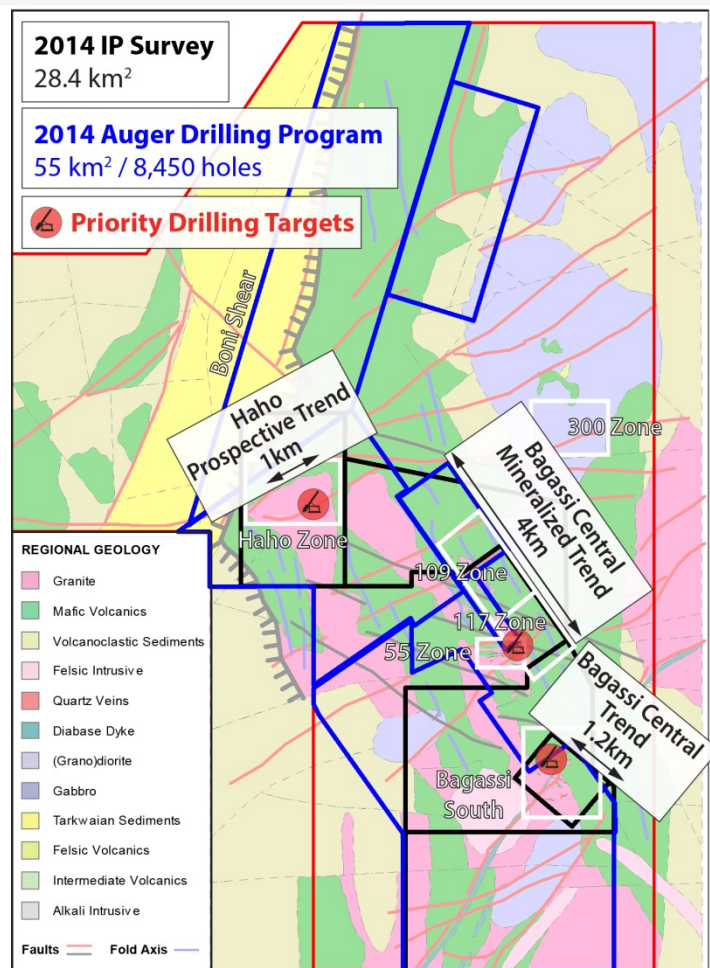 2014 IP Survey
28.4 km²
2014 Auger Drilling Program
55 km² / 8,450 holes
Priority Drilling Targets
Boni Shear
Haho
Prospective Trend
1km
300 Zone
Bagassi Central
Mineralized Trend
4km
Haho Zone
109 Zone
117 Zone
55 Zone
Bagassi Central
Trend
1.2km
Bagassi
South
REGIONAL GEOLOGY
Granite
Mafic Volcanics
Volcanoclastic Sediments
Felsic Intrusive
Quartz Veins
Diabase Dyke
(Grano)diorite
Gabbro
Tarkwaian Sediments
Felsic Volcanics
Intermediate Volcanics
Alkali Intrusive
Faults Fold Axis